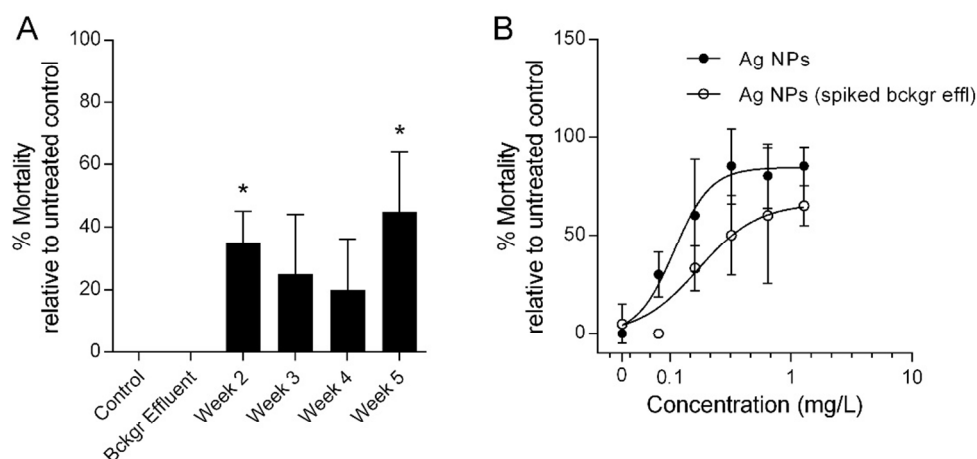 A
% Mortality
relative to untreated control
100
80
60
40
20
0
*
*
Control
Bckgr Effluent
Week 2
Week 3
Week 4
Week 5
B
% Mortality
relative to untreated control
150
100
50
0
Ag NPs
Ag NPs (spiked bckgr effl)
0
0.1
1
10
Concentration (mg/L)